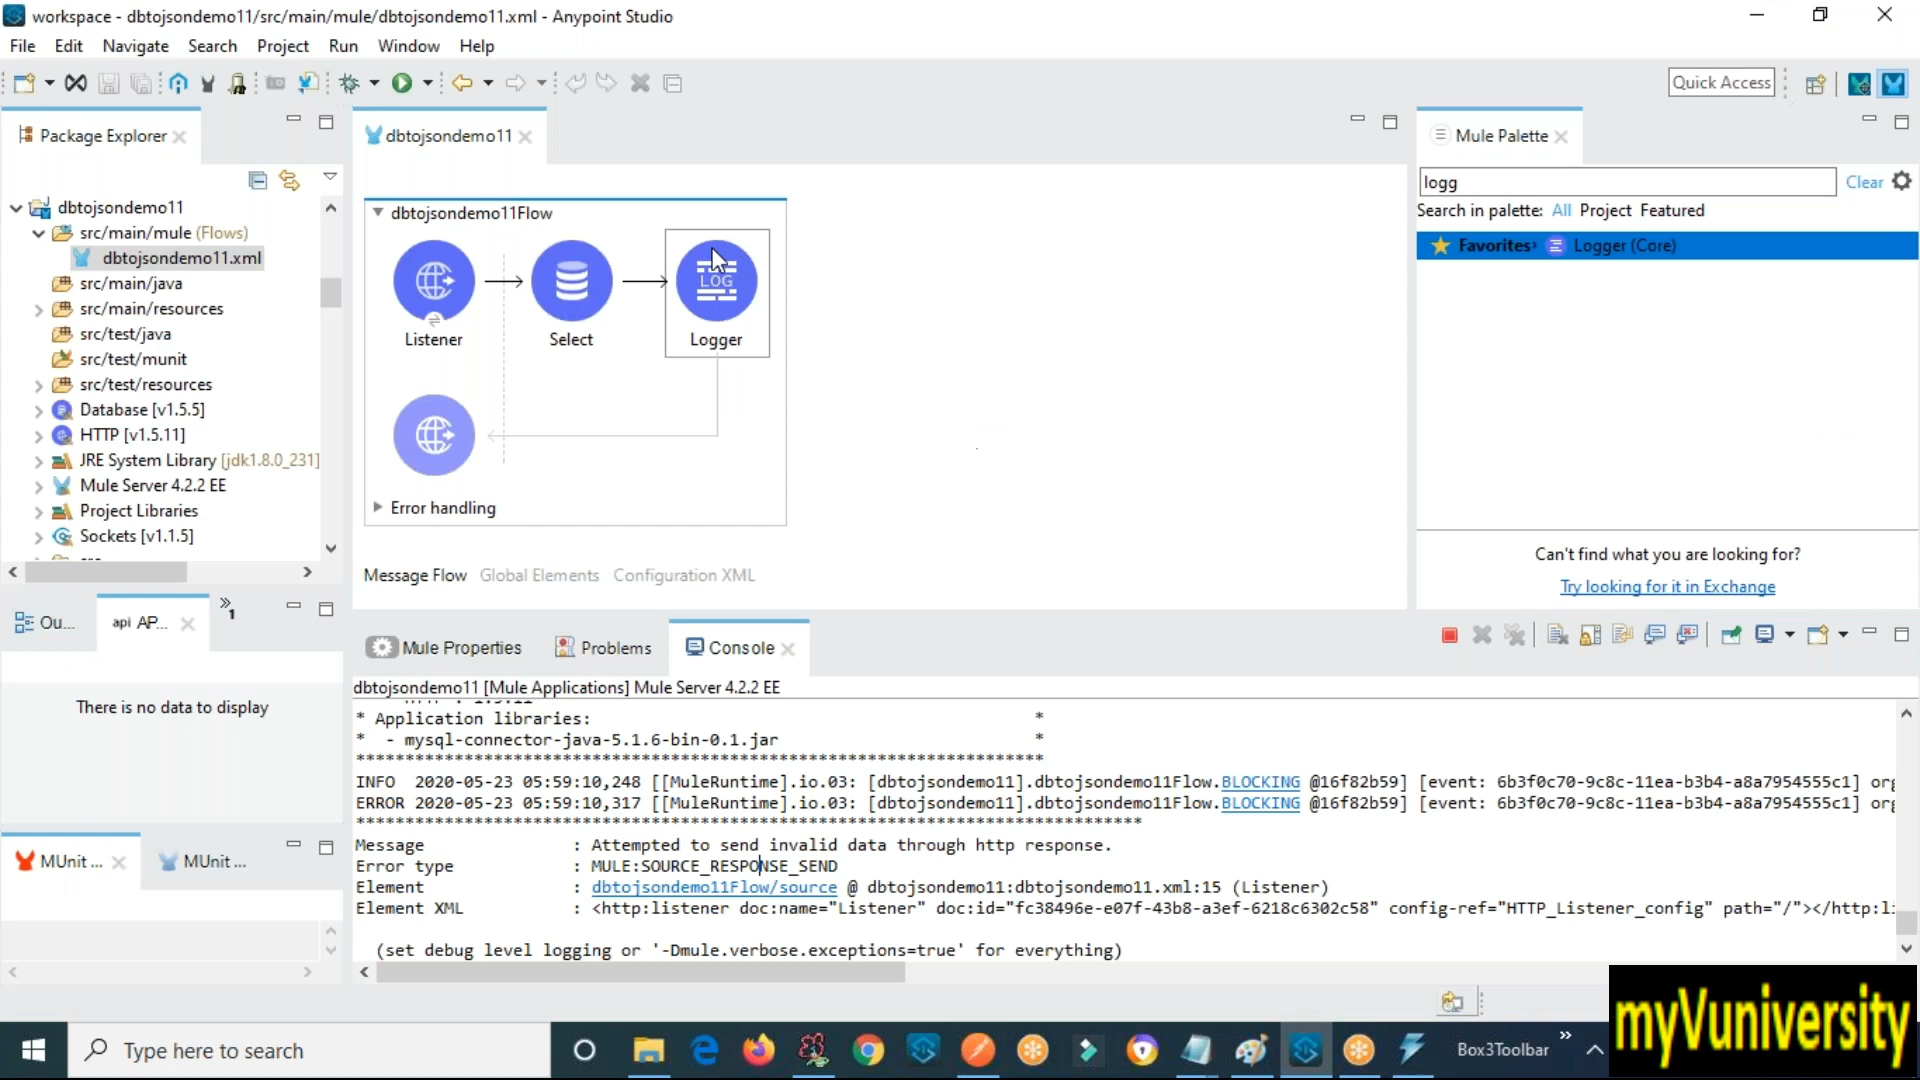 workspace - dbtojsondemo11/src/main/mule/dbtojsondemo11.xml - Anypoint Studio
File Edit Navigate Search Project Run Window Help
Quick Access
Package Explorer
dbtojsondemo11
src/main/mule (Flows)
dbtojsondemo11.xml
src/main/java
src/main/resources
src/test/java
src/test/munit
src/test/resources
Database [v1.5.5]
HTTP [v1.5.11]
JRE System Library [jdk1.8.0_231]
Mule Server 4.2.2 EE
Project Libraries
Sockets [v1.1.5]
dbtojsondemo11
dbtojsondemo11Flow
LOG
Listener
Select
Logger
Error handling
Message Flow Global Elements Configuration XML
Mule Palette
logg
Clear
Search in palette: All Project Featured
Favorites› Logger (Core)
Can't find what you are looking for?
Try looking for it in Exchange
Ou...
api AP...
»1
There is no data to display
MUnit ...
MUnit ...
Mule Properties
Problems
Console
dbtojsondemo11 [Mule Applications] Mule Server 4.2.2 EE
* Application libraries: *
* - mysql-connector-java-5.1.6-bin-0.1.jar *
**********************************************************************
INFO 2020-05-23 05:59:10,248 [[MuleRuntime].io.03: [dbtojsondemo11].dbtojsondemo11Flow.BLOCKING @16f82b59] [event: 6b3f0c70-9c8c-11ea-b3b4-a8a7954555c1] org
ERROR 2020-05-23 05:59:10,317 [[MuleRuntime].io.03: [dbtojsondemo11].dbtojsondemo11Flow.BLOCKING @16f82b59] [event: 6b3f0c70-9c8c-11ea-b3b4-a8a7954555c1] org
********************************************************************************
Message : Attempted to send invalid data through http response.
Error type : MULE:SOURCE_RESPONSE_SEND
Element : dbtojsondemo11Flow/source @ dbtojsondemo11:dbtojsondemo11.xml:15 (Listener)
Element XML : <http:listener doc:name="Listener" doc:id="fc38496e-e07f-43b8-a3ef-6218c6302c58" config-ref="HTTP_Listener_config" path="/"></http:li
(set debug level logging or '-Dmule.verbose.exceptions=true' for everything)
Type here to search
Box3Toolbar
myVuniversity